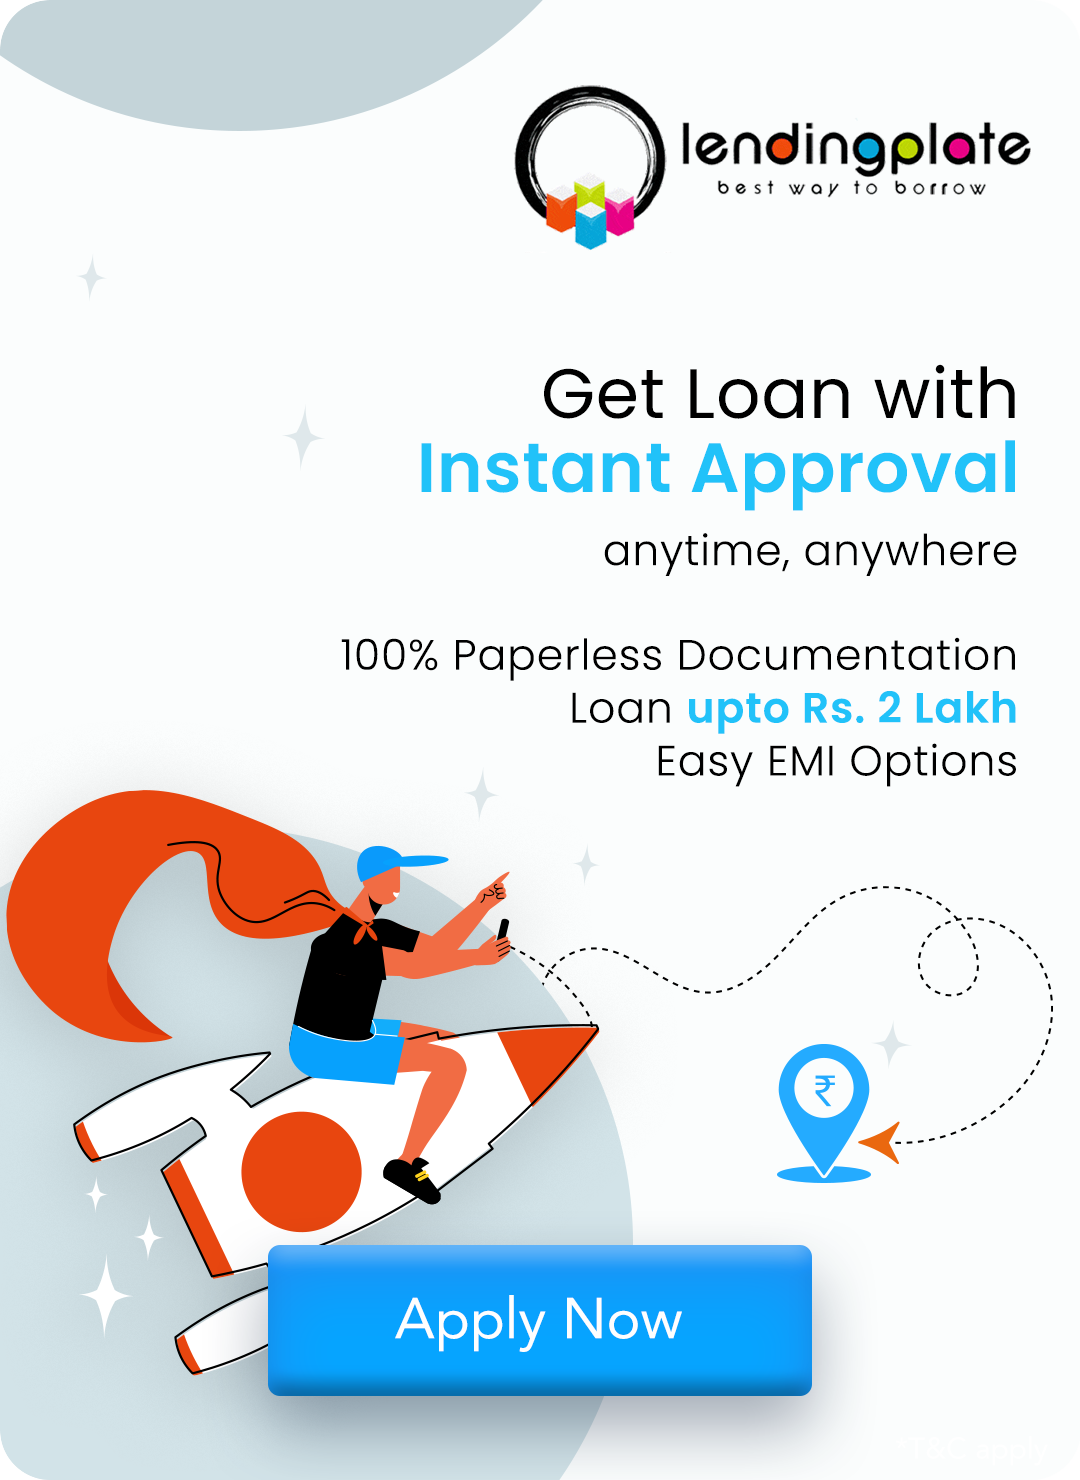 lendingplate
best way to borrow
Get Loan with
Instant Approval
anytime, anywhere
100% Paperless Documentation
Loan upto Rs. 2 Lakh
Easy EMI Options
₹
Apply Now
*T&C apply